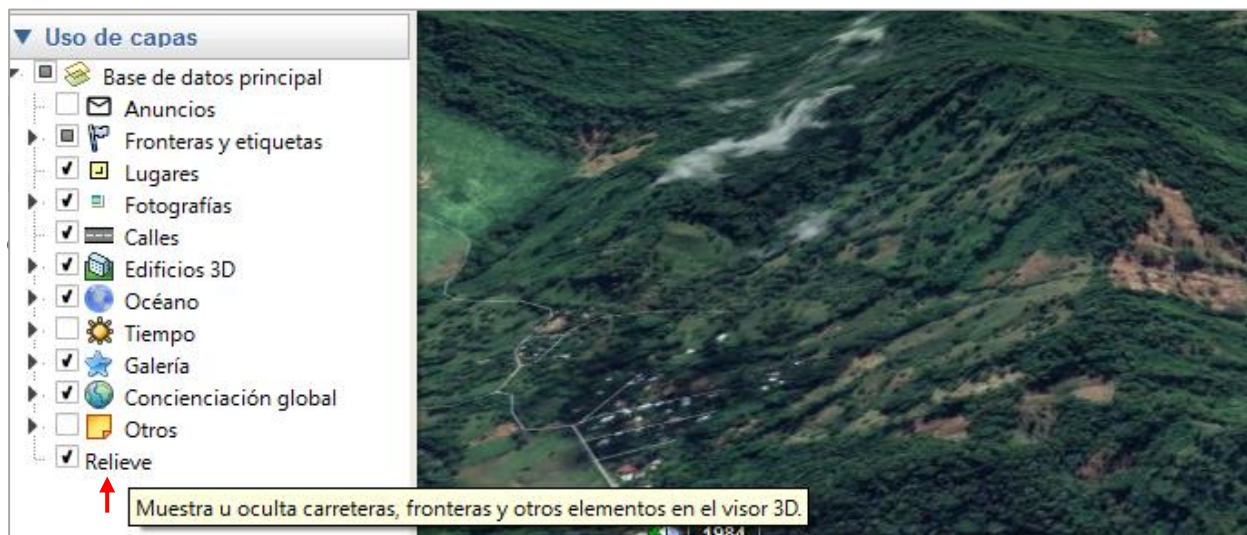 Uso de capas
Base de datos principal
Anuncios
Fronteras y etiquetas
Lugares
Fotografías
Calles
Edificios 3D
Océano
Tiempo
Galería
Concienciación global
Otros
Relieve
Muestra u oculta carreteras, fronteras y otros elementos en el visor 3D.
1984